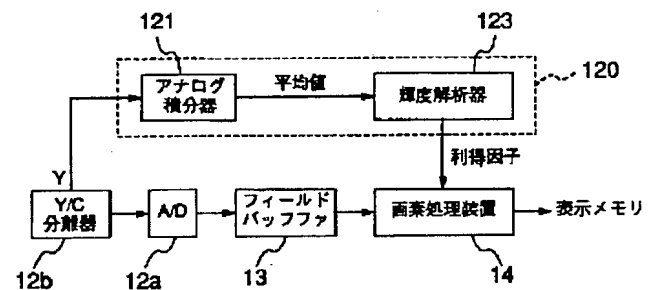 121
123
120
アナログ
積分器
平均値
輝度解析器
Y
利得因子
Y/C
分離器
A/D
フィールド
バッフファ
画素処理装置
表示メモリ
12b
12a
13
14